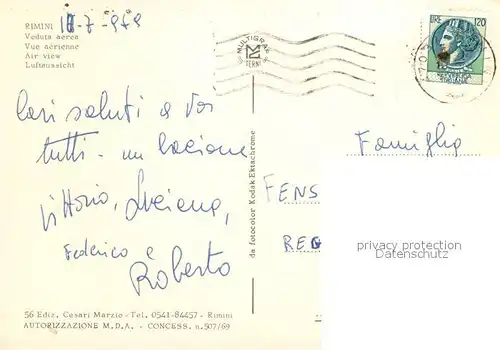 RIMINI 11-7-979
Veduta aerea
Vue aérienne
Air view
Luftansicht
MULTIGRAF
TERNI
LIRE 120
Cari saluti a voi
tutti - un bacione
Vittorio, Luciana,
Federico e
Roberto
da fotocolor Kodak Ektachrome
Famiglia
FENS
REG
privacy protection
Datenschutz
56 Ediz. Cesari Marzio - Tel. 0541-84457 - Rimini
AUTORIZZAZIONE M.D.A. - CONCESS. n.507/69